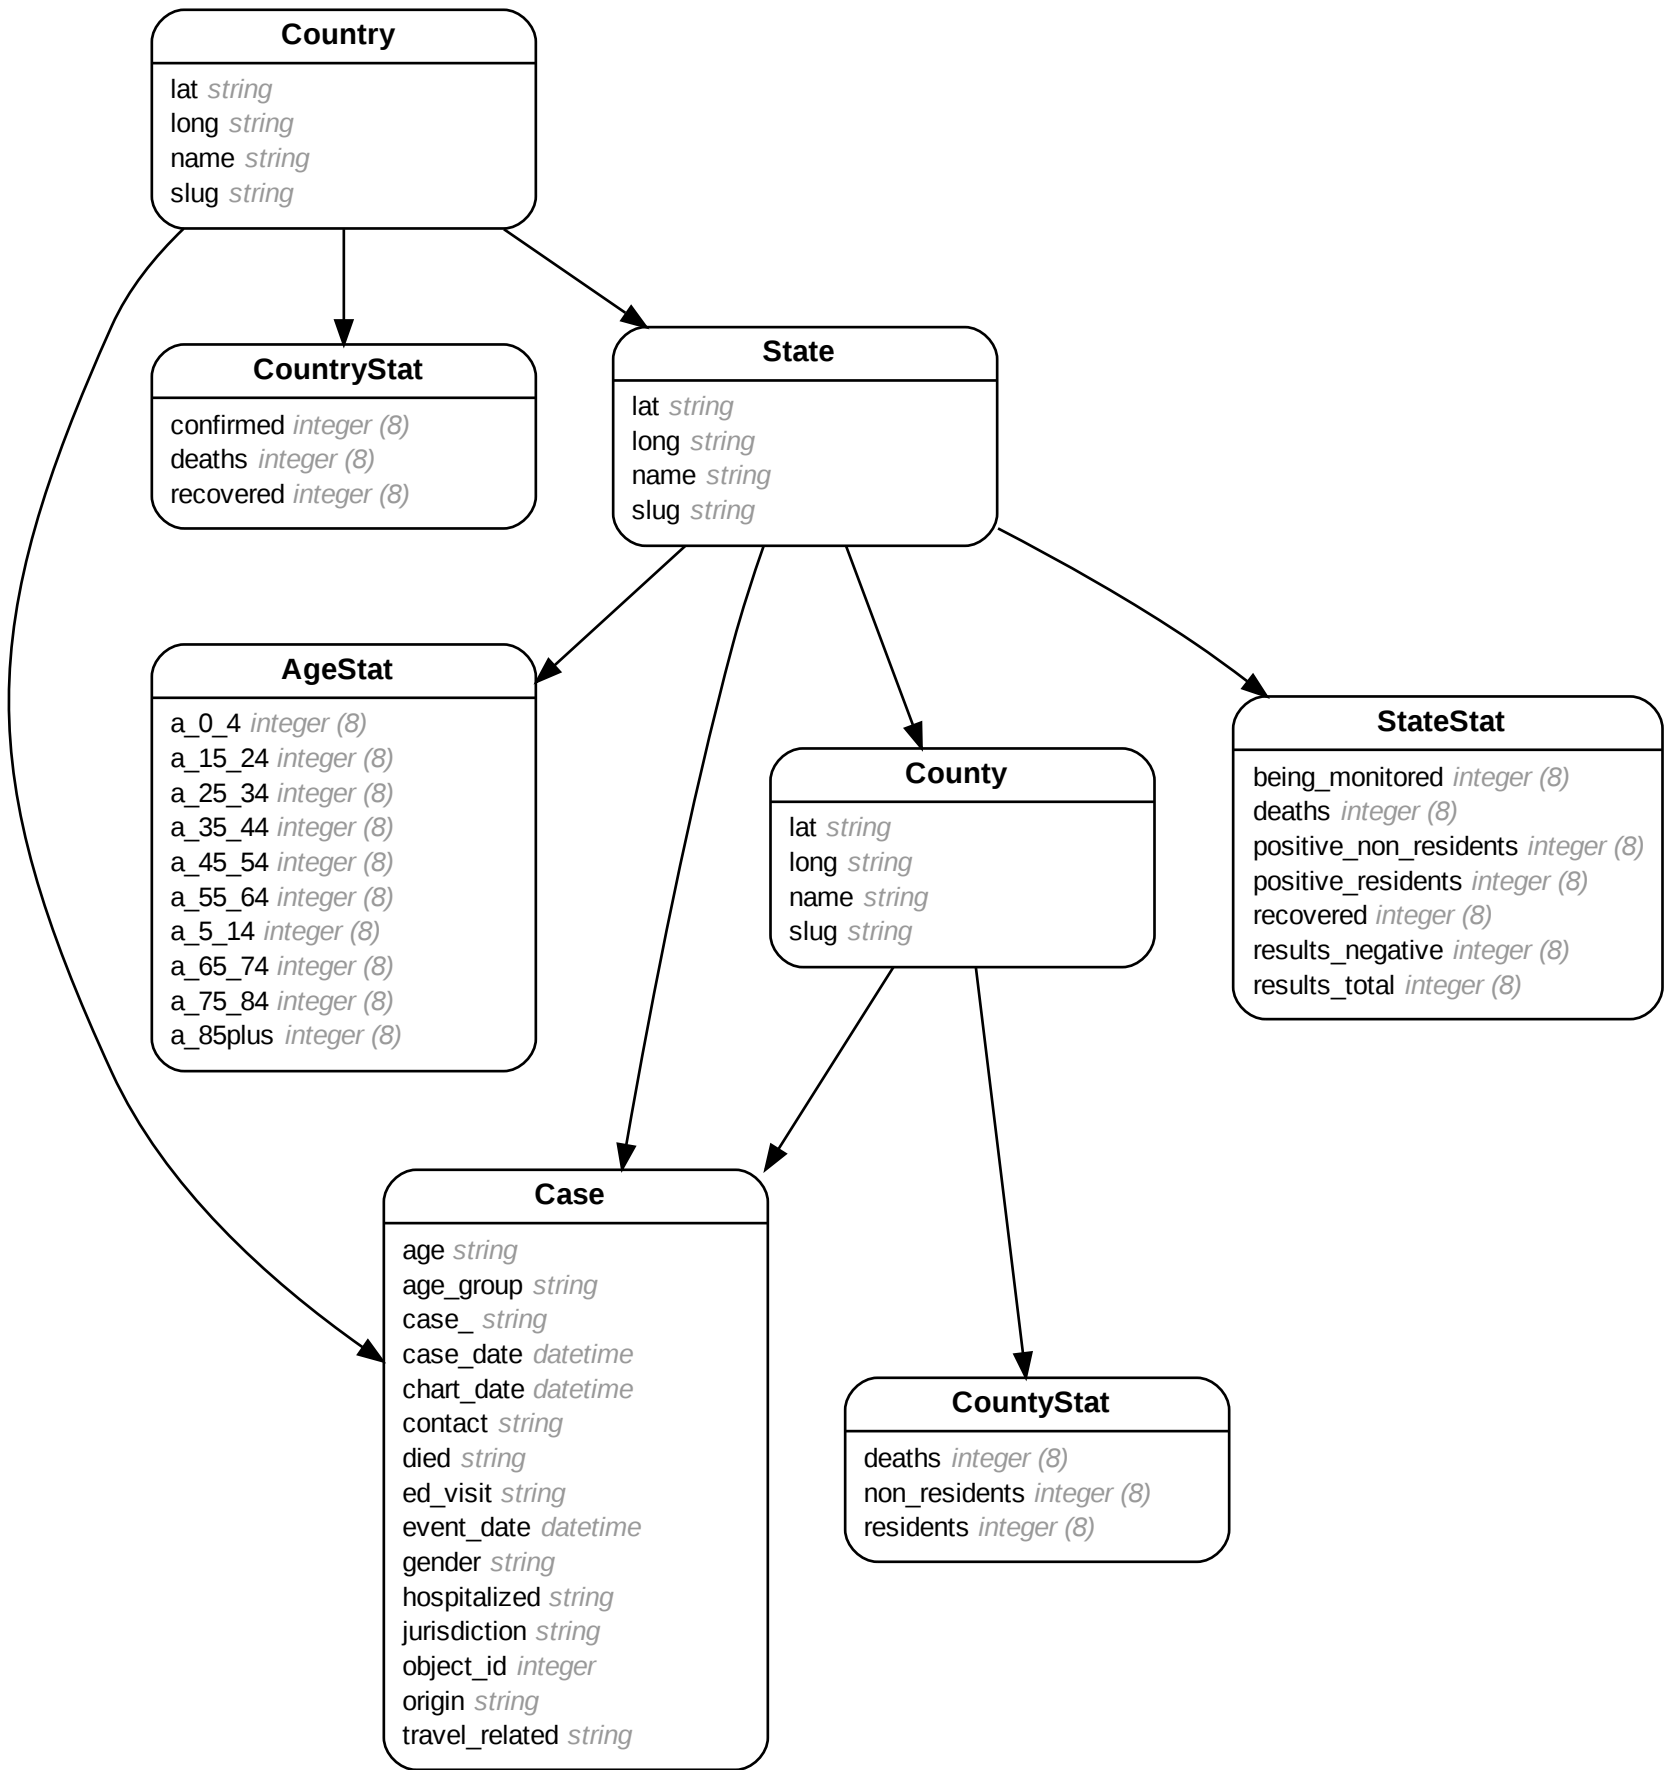 Country
lat string
long string
name string
slug string
CountryStat
confirmed integer (8)
deaths integer (8)
recovered integer (8)
State
lat string
long string
name string
slug string
AgeStat
a_0_4 integer (8)
a_15_24 integer (8)
a_25_34 integer (8)
a_35_44 integer (8)
a_45_54 integer (8)
a_55_64 integer (8)
a_5_14 integer (8)
a_65_74 integer (8)
a_75_84 integer (8)
a_85plus integer (8)
County
lat string
long string
name string
slug string
StateStat
being_monitored integer (8)
deaths integer (8)
positive_non_residents integer (8)
positive_residents integer (8)
recovered integer (8)
results_negative integer (8)
results_total integer (8)
Case
age string
age_group string
case_ string
case_date datetime
chart_date datetime
contact string
died string
ed_visit string
event_date datetime
gender string
hospitalized string
jurisdiction string
object_id integer
origin string
travel_related string
CountyStat
deaths integer (8)
non_residents integer (8)
residents integer (8)